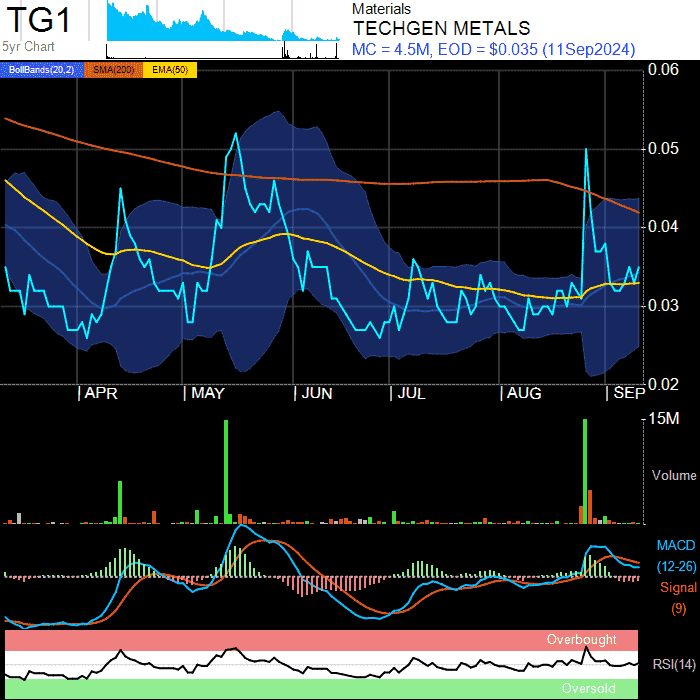 TG1
5yr Chart
Materials
TECHGEN METALS
MC = 4.5M, EOD = $0.035 (11Sep2024)
BollBands(20,2) SMA(200) EMA(50)
0.06
0.05
0.04
0.03
0.02
| APR | MAY | JUN | JUL | AUG | SEP
15M
Volume
MACD
(12-26)
Signal
(9)
Overbought
RSI(14)
Oversold